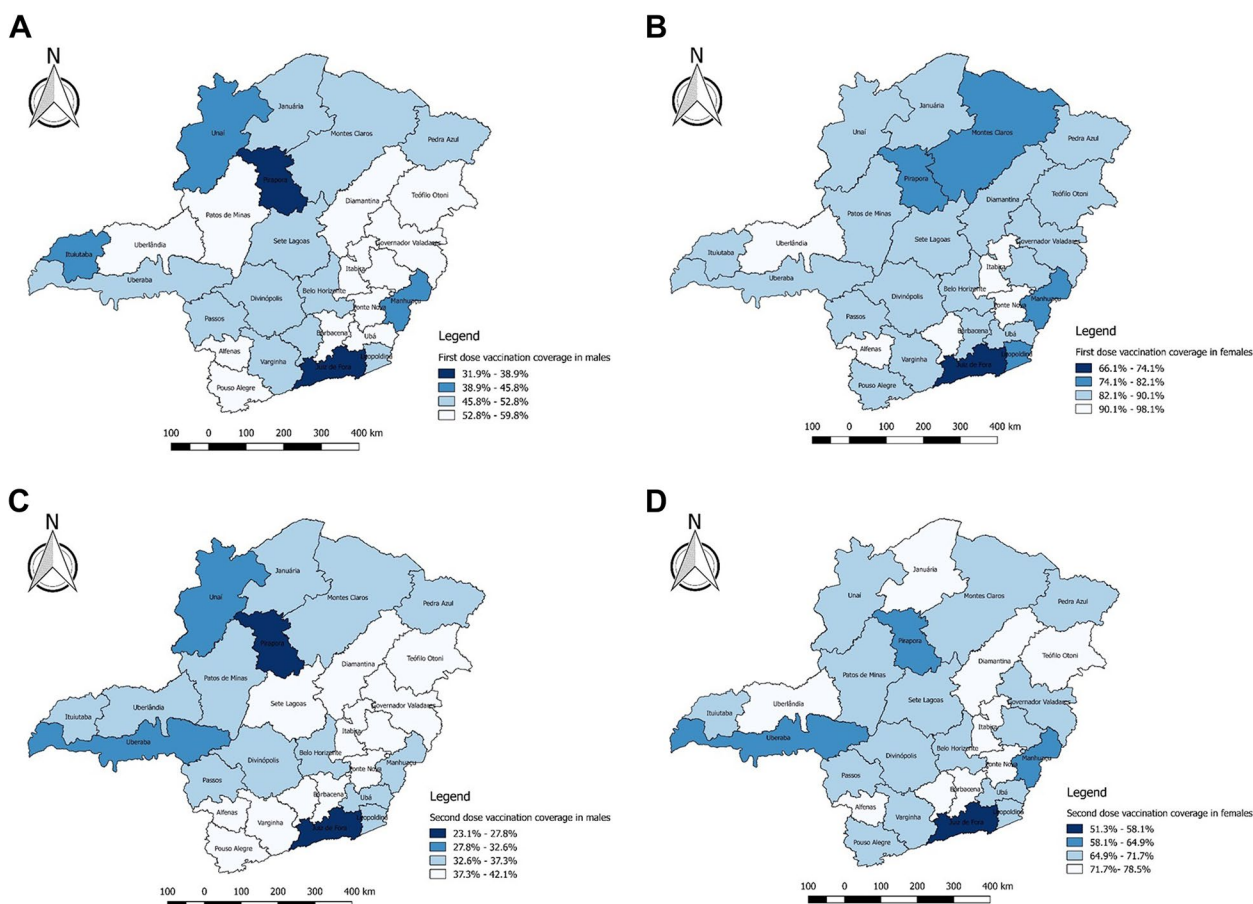 A
N
Januária
Unaí
Montes Claros
Pedra Azul
Pirapora
Teófilo Otoni
Diamantina
Patos de Minas
Sete Lagoas
Governador Valadares
Uberlândia
Ituiutaba
Itabira
Uberaba
Belo Horizonte
Divinópolis
Manhuaçu
Ponte Nova
Passos
Barbacena
Ubá
Alfenas
Varginha
Juiz de Fora
Leopoldina
Pouso Alegre
Legend
First dose vaccination coverage in males
31.9% - 38.9%
38.9% - 45.8%
45.8% - 52.8%
52.8% - 59.8%
100 0 100 200 300 400 km
B
N
Januária
Unaí
Montes Claros
Pedra Azul
Pirapora
Teófilo Otoni
Diamantina
Patos de Minas
Sete Lagoas
Governador Valadares
Uberlândia
Ituiutaba
Itabira
Uberaba
Belo Horizonte
Divinópolis
Manhuaçu
Ponte Nova
Passos
Barbacena
Ubá
Alfenas
Varginha
Juiz de Fora
Leopoldina
Pouso Alegre
Legend
First dose vaccination coverage in females
66.1% - 74.1%
74.1% - 82.1%
82.1% - 90.1%
90.1% - 98.1%
100 0 100 200 300 400 km
C
N
Januária
Unaí
Montes Claros
Pedra Azul
Pirapora
Diamantina
Teófilo Otoni
Patos de Minas
Sete Lagoas
Governador Valadares
Uberlândia
Ituiutaba
Itabira
Uberaba
Belo Horizonte
Divinópolis
Manhuaçu
Ponte Nova
Passos
Barbacena
Ubá
Alfenas
Varginha
Juiz de Fora
Leopoldina
Pouso Alegre
Legend
Second dose vaccination coverage in males
23.1% - 27.8%
27.8% - 32.6%
32.6% - 37.3%
37.3% - 42.1%
100 0 100 200 300 400 km
D
N
Januária
Unaí
Montes Claros
Pedra Azul
Pirapora
Diamantina
Teófilo Otoni
Patos de Minas
Sete Lagoas
Governador Valadares
Uberlândia
Ituiutaba
Itabira
Uberaba
Belo Horizonte
Divinópolis
Manhuaçu
Ponte Nova
Passos
Barbacena
Ubá
Alfenas
Varginha
Juiz de Fora
Leopoldina
Pouso Alegre
Legend
Second dose vaccination coverage in females
51.3% - 58.1%
58.1% - 64.9%
64.9% - 71.7%
71.7% - 78.5%
100 0 100 200 300 400 km